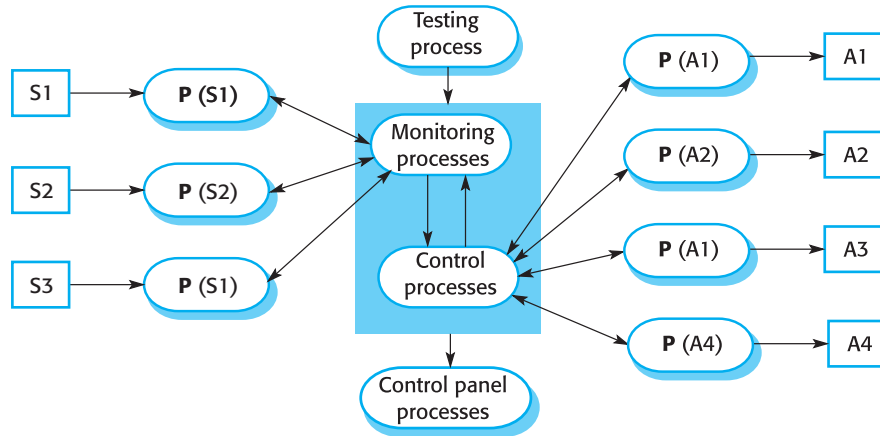 Testing
process
S1
P (S1)
P (A1)
A1
Monitoring
processes
S2
P (S2)
P (A2)
A2
S3
P (S1)
Control
processes
P (A1)
A3
P (A4)
A4
Control panel
processes